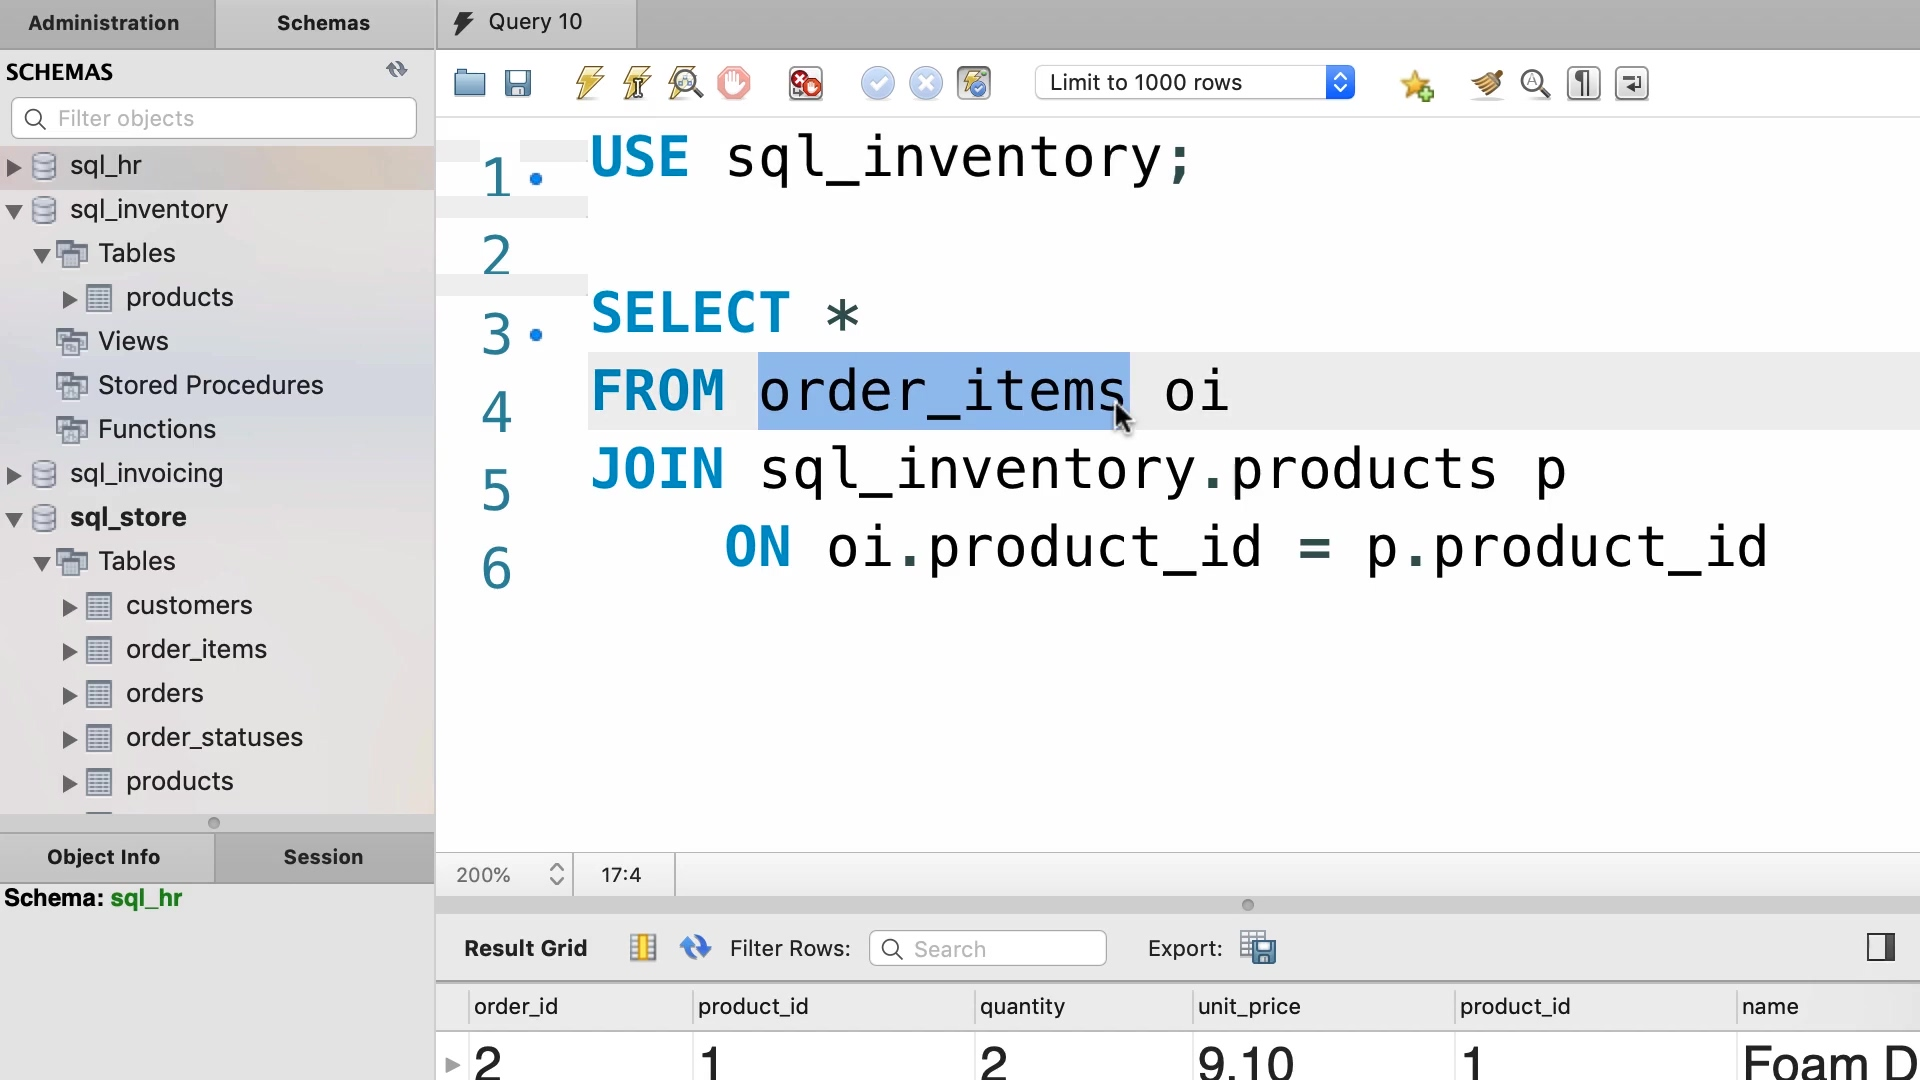 Administration
Schemas
Query 10
SCHEMAS
Limit to 1000 rows
Filter objects
sql_hr
sql_inventory
Tables
products
Views
Stored Procedures
Functions
sql_invoicing
sql_store
Tables
customers
order_items
orders
order_statuses
products
Object Info
Session
Schema: sql_hr
1 USE sql_inventory;
2
3 SELECT *
4 FROM order_items oi
5 JOIN sql_inventory.products p
6 ON oi.product_id = p.product_id
200%
17:4
Result Grid
Filter Rows:
Search
Export:
order_id product_id quantity unit_price product_id name
2 1 2 9.10 1 Foam D